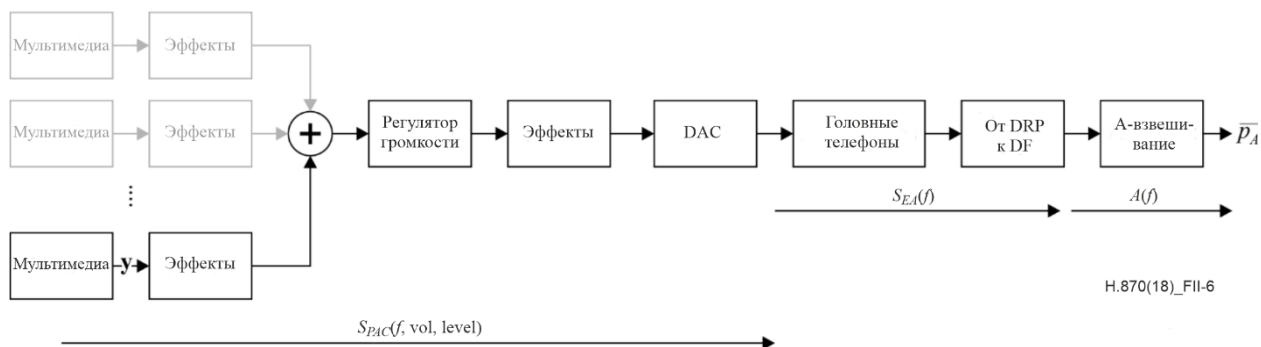 Мультимедиа
Эффекты
Мультимедиа
Эффекты
+
Регулятор
громкости
Эффекты
DAC
Головные
телефоны
От DRP
к DF
А-взвеши-
вание
p_A
S_EA(f)
A(f)
Мультимедиа
y
Эффекты
H.870(18)_FII-6
S_PAC(f, vol, level)